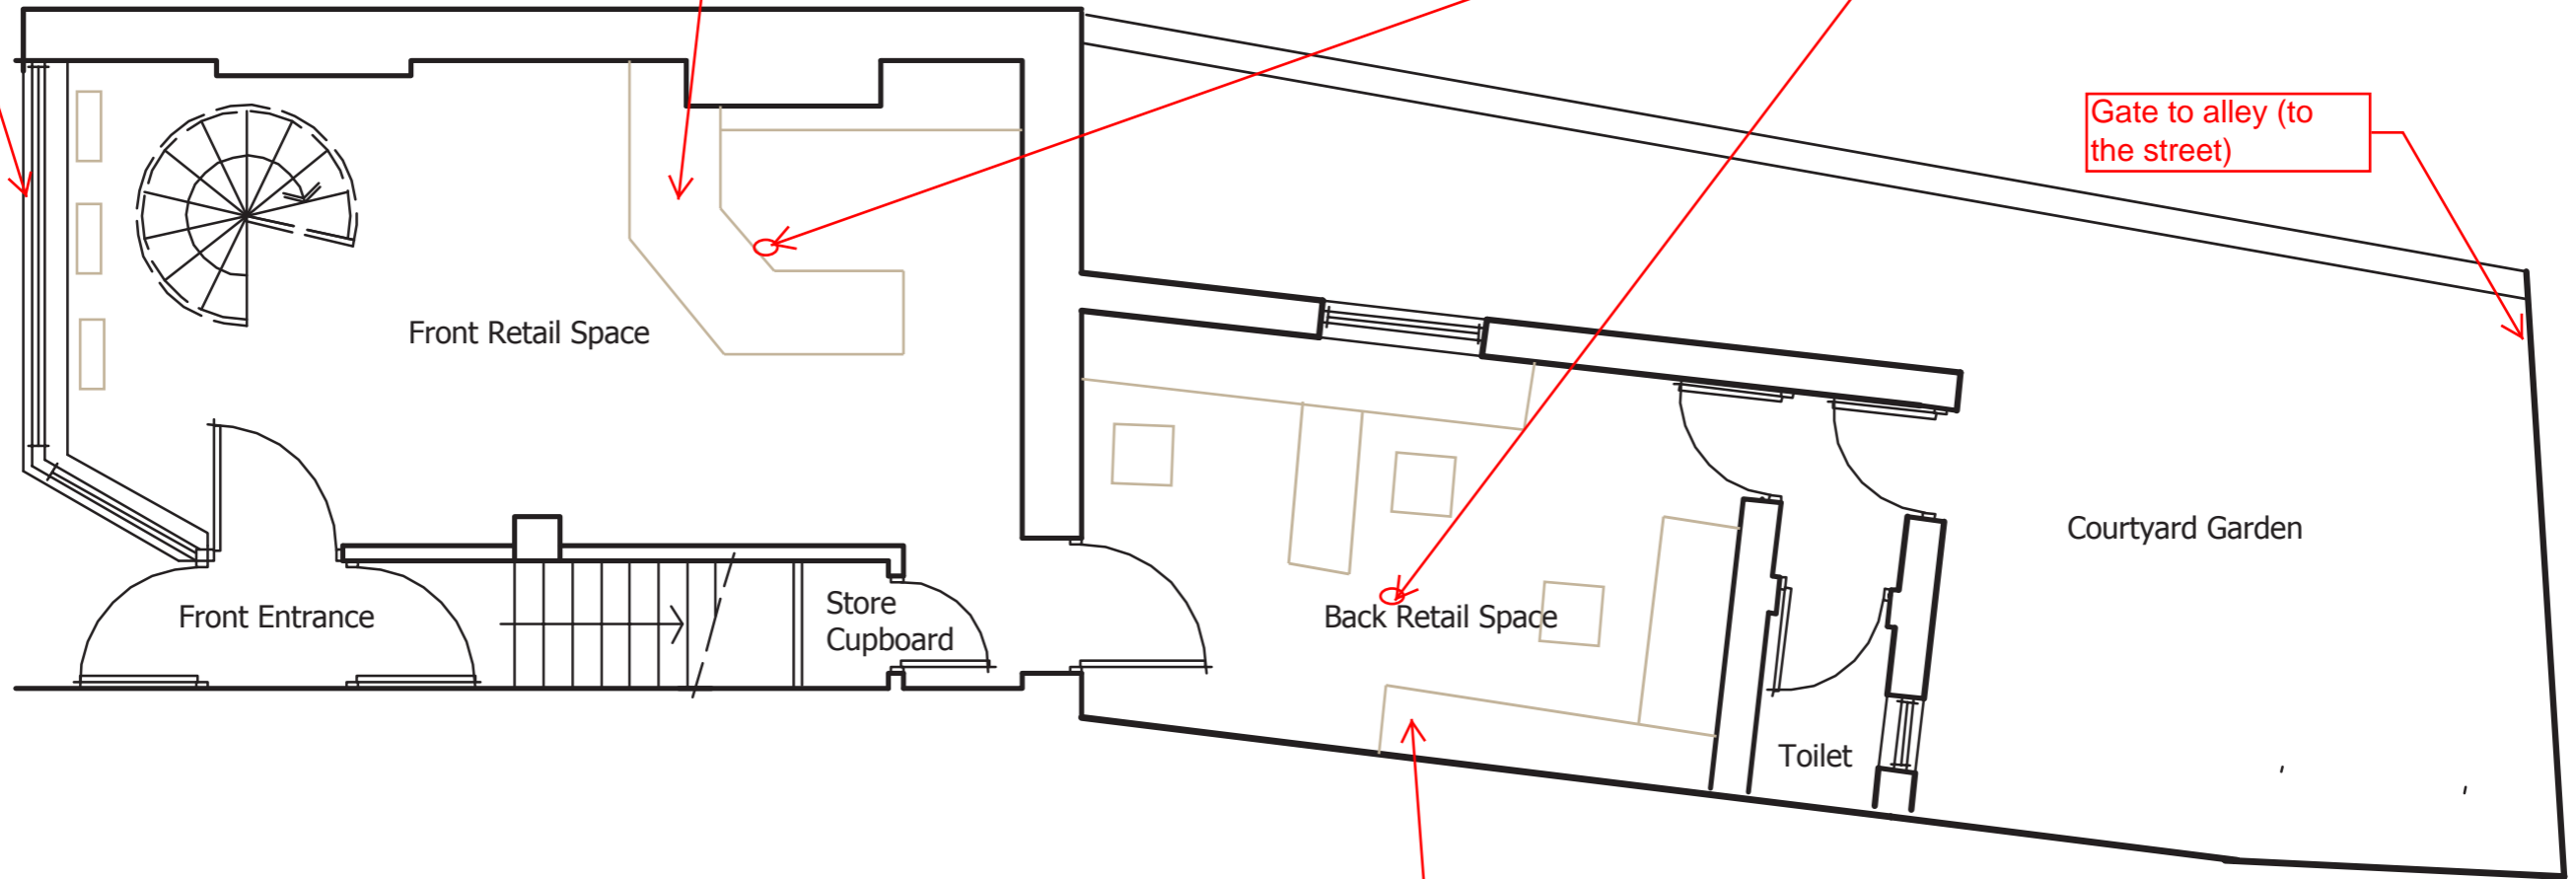 Gate to alley (to
the street)
Front Retail Space
Courtyard Garden
Front Entrance
Store
Cupboard
Back Retail Space
Toilet